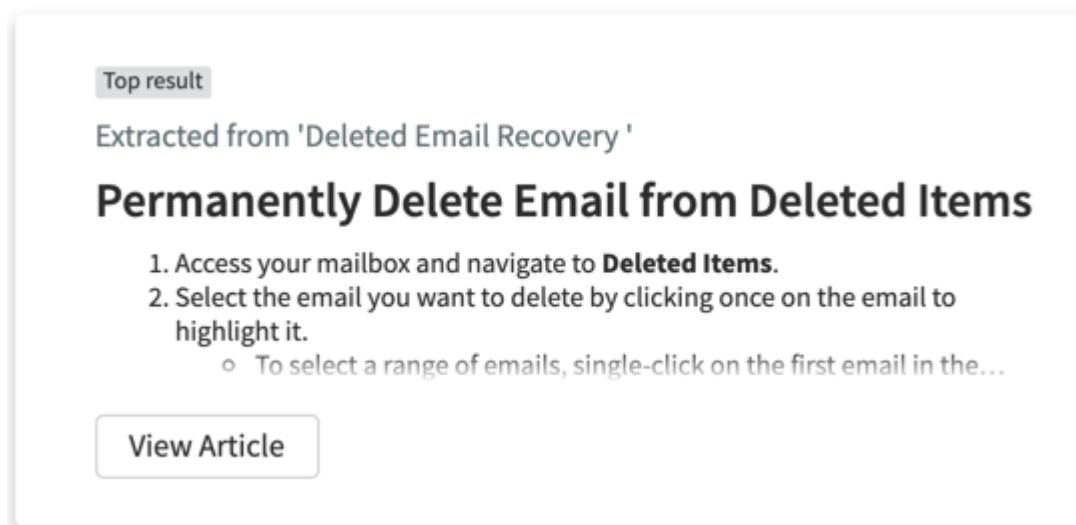 Top result
Extracted from 'Deleted Email Recovery '
Permanently Delete Email from Deleted Items
1. Access your mailbox and navigate to Deleted Items.
2. Select the email you want to delete by clicking once on the email to
highlight it.
○ To select a range of emails, single-click on the first email in the…
View Article